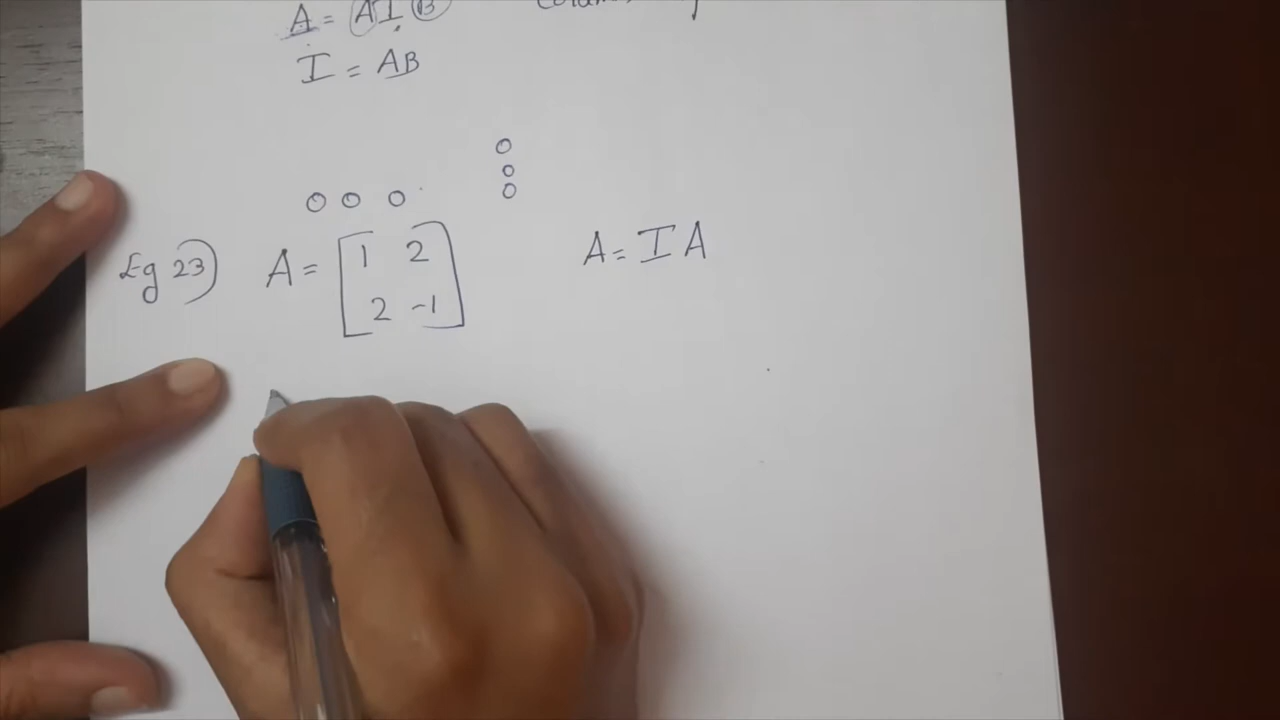 A = AI B
I = AB
Eg 23) A = [1 2
2 -1] A = IA